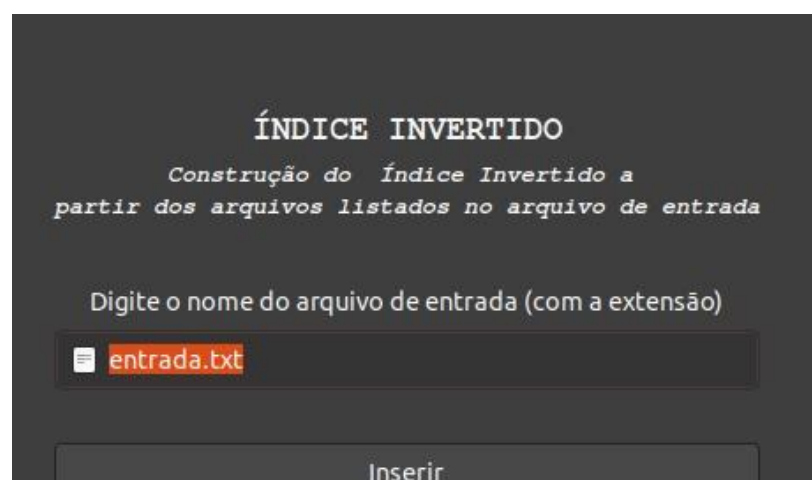 ÍNDICE INVERTIDO
Construção do Índice Invertido a
partir dos arquivos listados no arquivo de entrada
Digite o nome do arquivo de entrada (com a extensão)
entrada.txt
Inserir